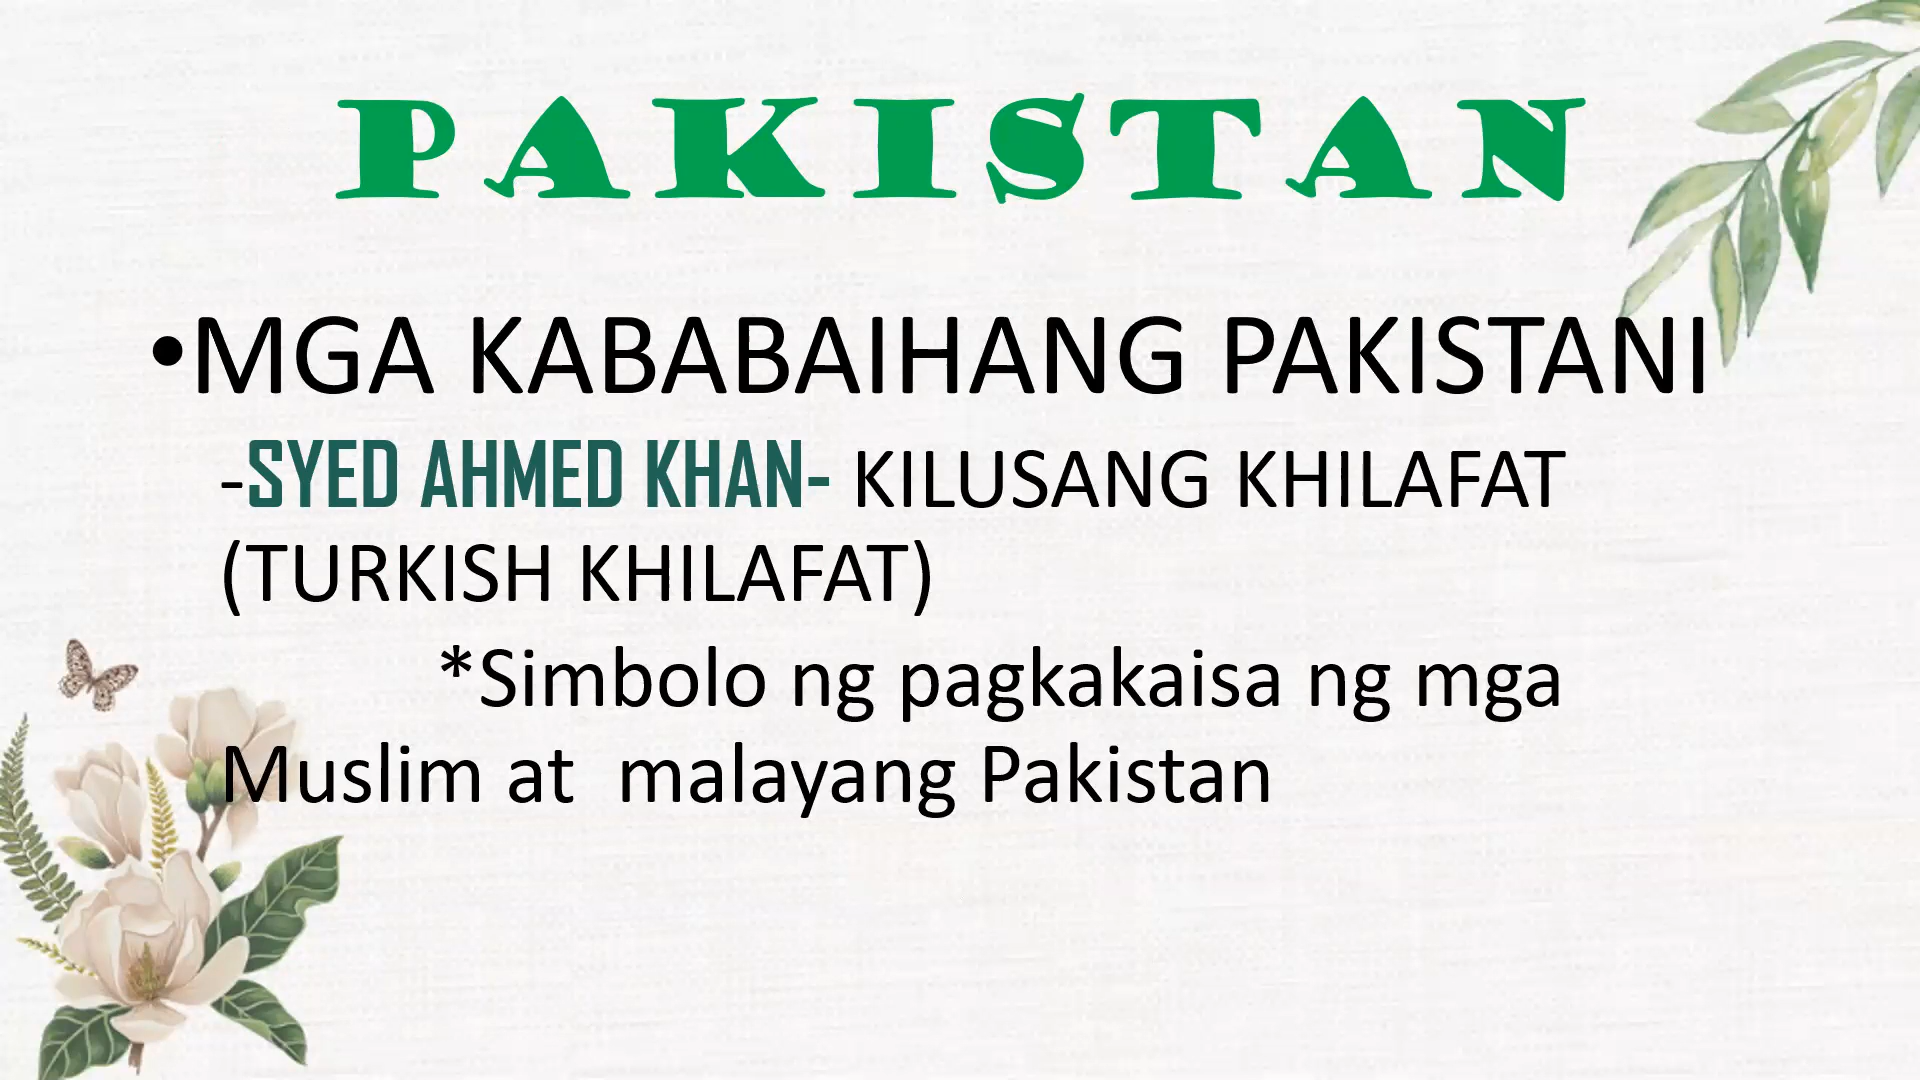 PAKISTAN
•MGA KABABAIHANG PAKISTANI
-SYED AHMED KHAN- KILUSANG KHILAFAT
(TURKISH KHILAFAT)
*Simbolo ng pagkakaisa ng mga
Muslim at  malayang Pakistan